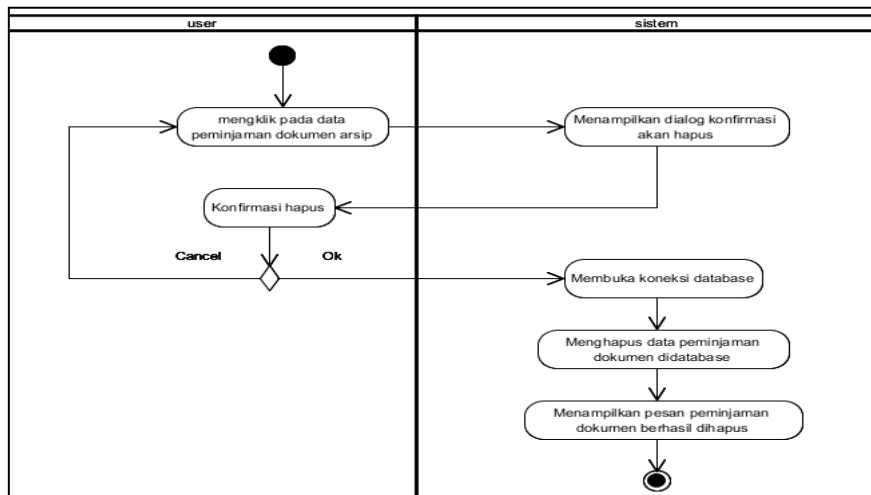 user
sistem
mengklik pada data
peminjaman dokumen arsip
Menampilkan dialog konfirmasi
akan hapus
Konfirmasi hapus
Cancel
Ok
Membuka koneksi database
Menghapus data peminjaman
dokumen didatabase
Menampilkan pesan peminjaman
dokumen berhasil dihapus